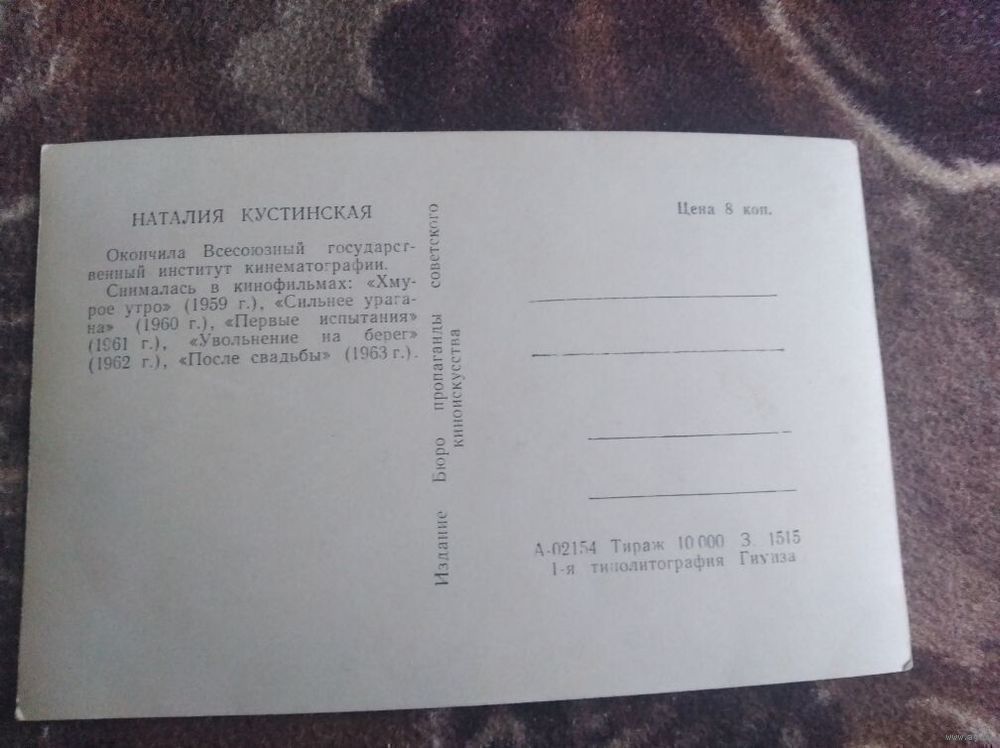 НАТАЛИЯ КУСТИНСКАЯ
Окончила Всесоюзный государст-
венный институт кинематографии.
Снималась в кинофильмах: «Хму-
рое утро» (1959 г.), «Сильнее урага-
на» (1960 г.), «Первые испытания»
(1961 г.), «Увольнение на берег»
(1962 г.), «После свадьбы» (1963 г.).
Издание Бюро пропаганды советского
киноискусства
Цена 8 коп.
А-02154 Тираж 10 000 З. 1515
1-я типолитография Гиуиза